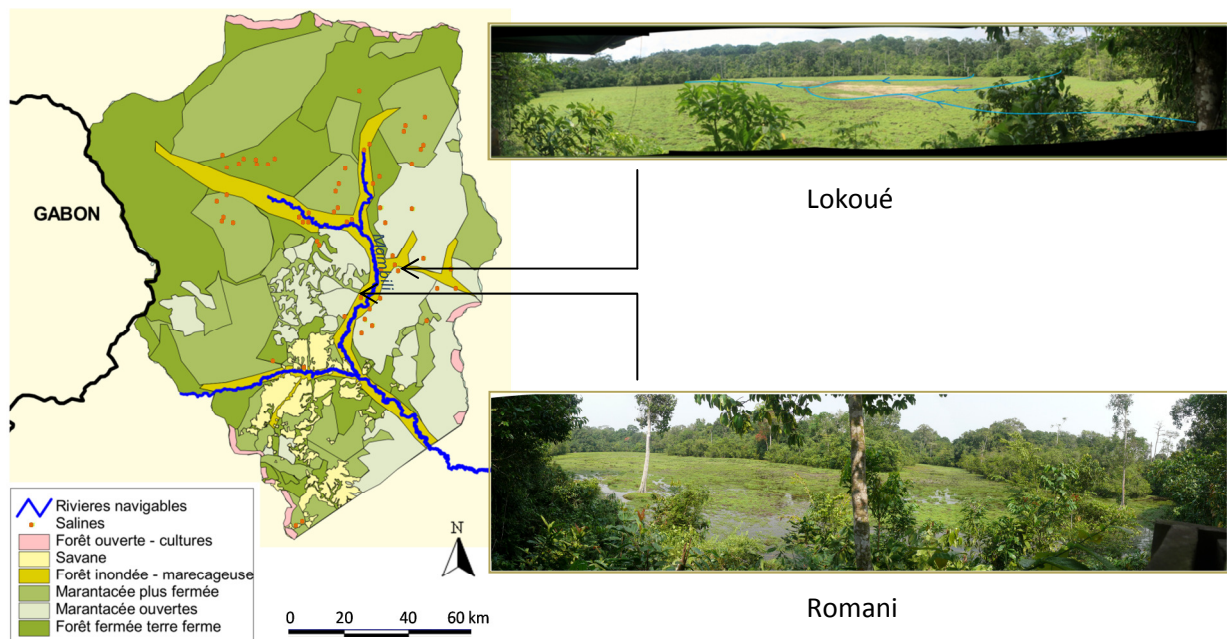 GABON
Mambili
Rivieres navigables
Salines
Forêt ouverte - cultures
Savane
Forêt inondée - marecageuse
Marantacée plus fermée
Marantacée ouvertes
Forêt fermée terre ferme
N
0 20 40 60 km
Lokoué
Romani